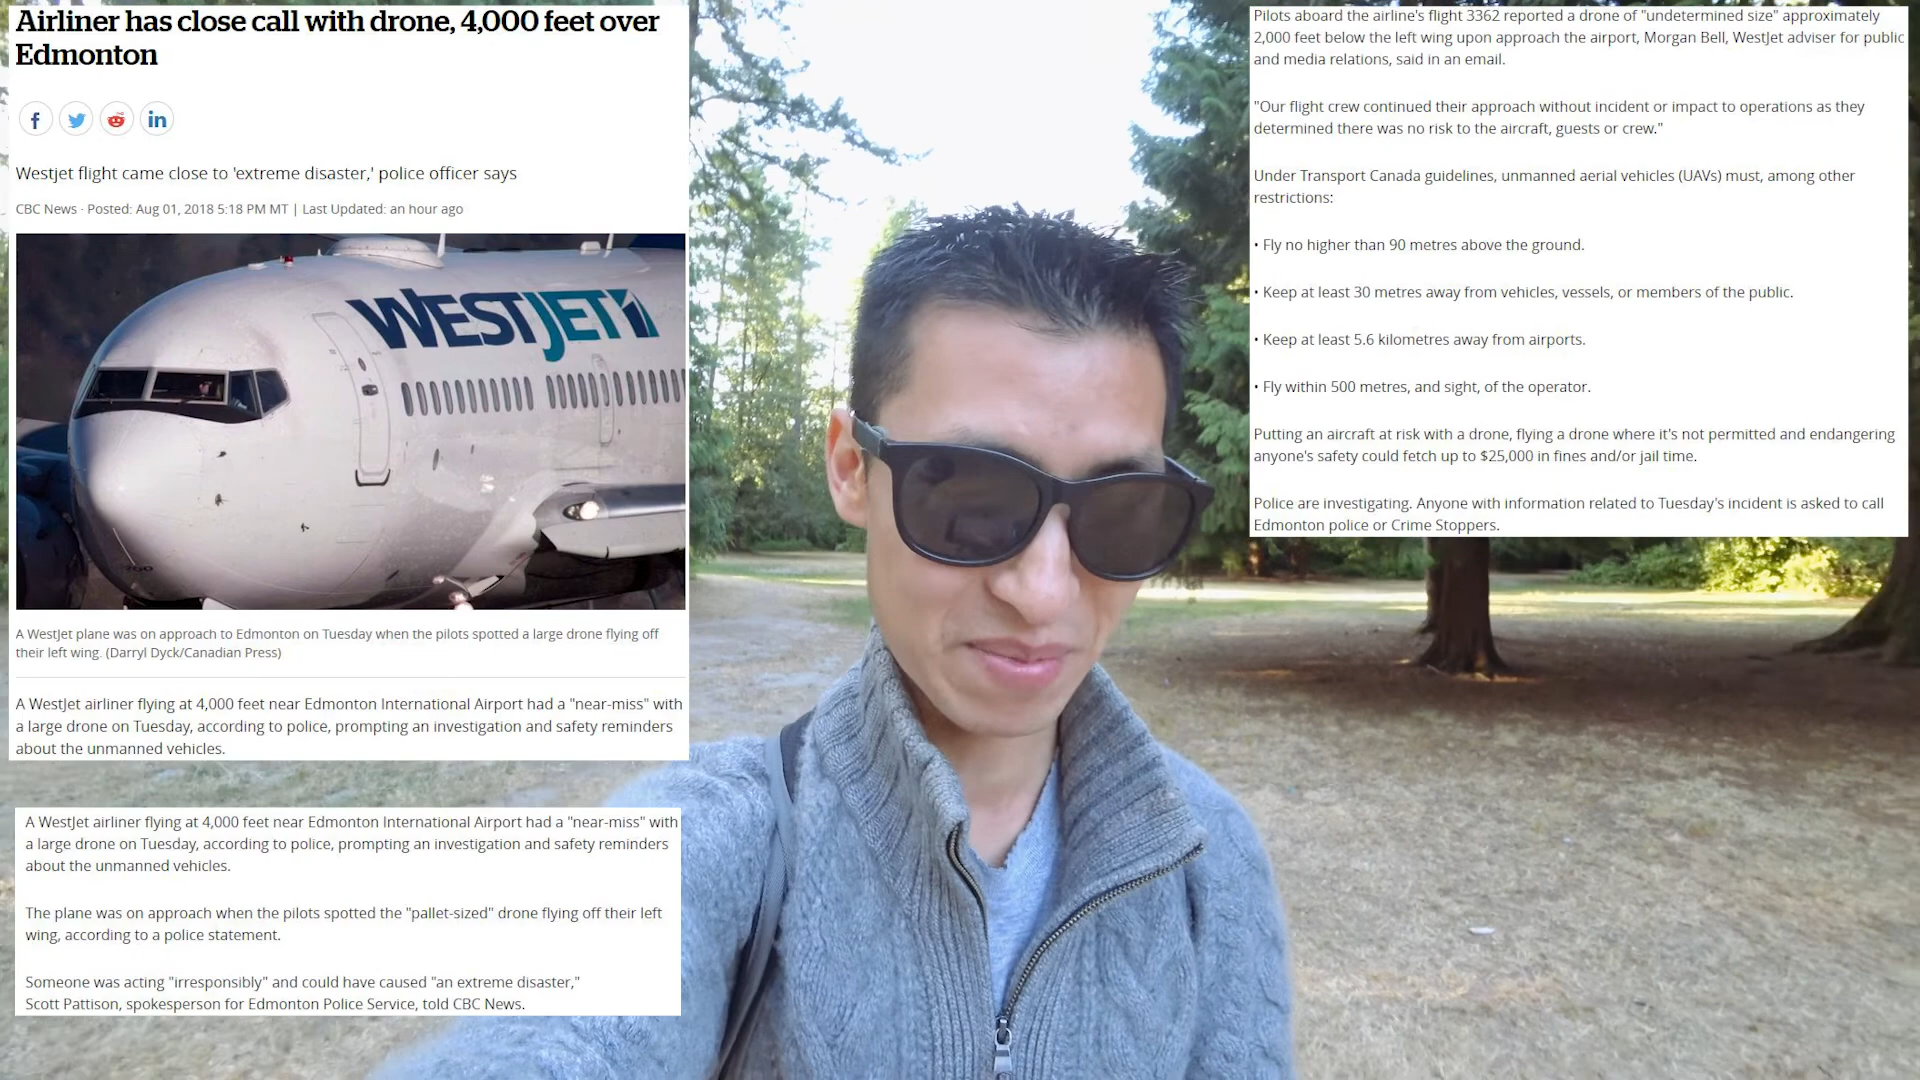 Airliner has close call with drone, 4,000 feet over
Edmonton
Westjet flight came close to 'extreme disaster,' police officer says
CBC News · Posted: Aug 01, 2018 5:18 PM MT | Last Updated: an hour ago
WESTJET
A WestJet plane was on approach to Edmonton on Tuesday when the pilots spotted a large drone flying off
their left wing. (Darryl Dyck/Canadian Press)
A WestJet airliner flying at 4,000 feet near Edmonton International Airport had a "near-miss" with
a large drone on Tuesday, according to police, prompting an investigation and safety reminders
about the unmanned vehicles.
A WestJet airliner flying at 4,000 feet near Edmonton International Airport had a "near-miss" with
a large drone on Tuesday, according to police, prompting an investigation and safety reminders
about the unmanned vehicles.
The plane was on approach when the pilots spotted the "pallet-sized" drone flying off their left
wing, according to a police statement.
Someone was acting "irresponsibly" and could have caused "an extreme disaster,"
Scott Pattison, spokesperson for Edmonton Police Service, told CBC News.
Pilots aboard the airline's flight 3362 reported a drone of "undetermined size" approximately
2,000 feet below the left wing upon approach the airport, Morgan Bell, WestJet adviser for public
and media relations, said in an email.
"Our flight crew continued their approach without incident or impact to operations as they
determined there was no risk to the aircraft, guests or crew."
Under Transport Canada guidelines, unmanned aerial vehicles (UAVs) must, among other
restrictions:
• Fly no higher than 90 metres above the ground.
• Keep at least 30 metres away from vehicles, vessels, or members of the public.
• Keep at least 5.6 kilometres away from airports.
• Fly within 500 metres, and sight, of the operator.
Putting an aircraft at risk with a drone, flying a drone where it's not permitted and endangering
anyone's safety could fetch up to $25,000 in fines and/or jail time.
Police are investigating. Anyone with information related to Tuesday's incident is asked to call
Edmonton police or Crime Stoppers.